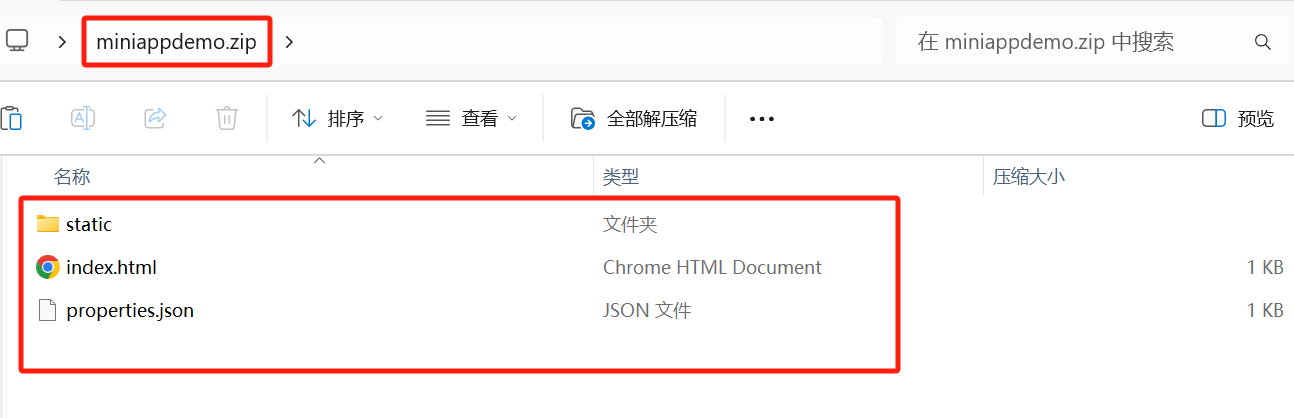 miniappdemo.zip
在 miniappdemo.zip 中搜索
A 排序 查看 全部解压缩 预览
名称 类型 压缩大小
static 文件夹
index.html Chrome HTML Document 1 KB
properties.json JSON 文件 1 KB